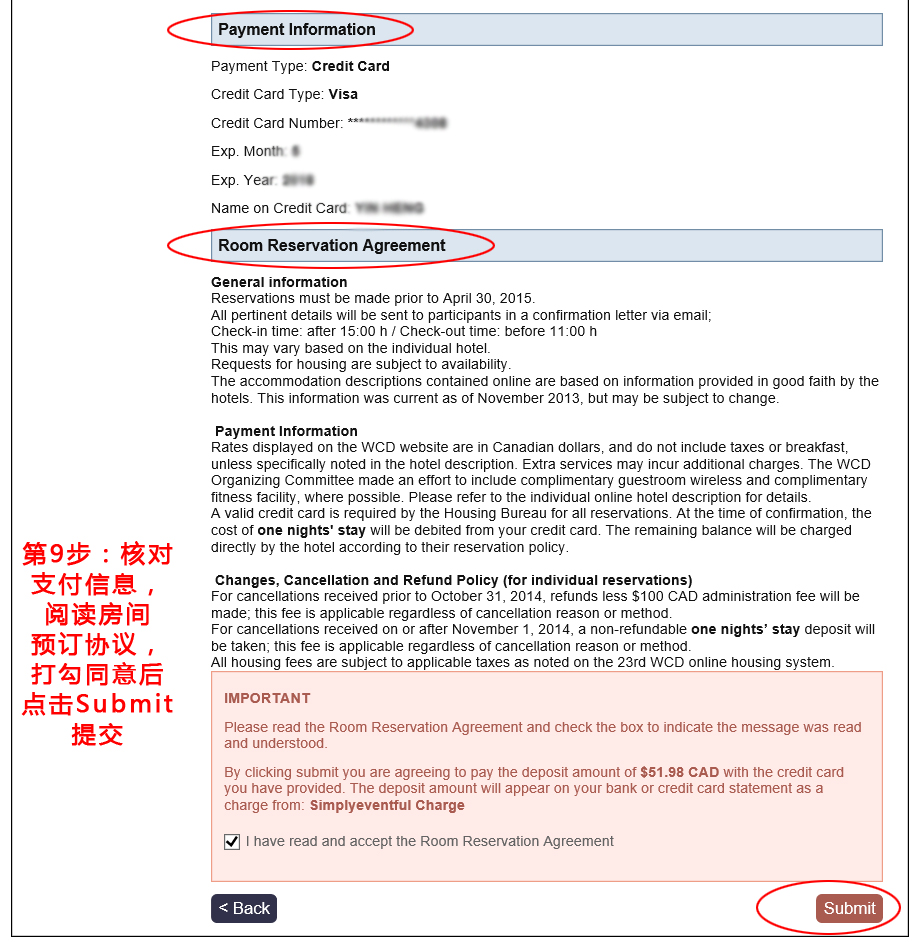 Payment Information
Payment Type: Credit Card
Credit Card Type: Visa
Credit Card Number: ************
Exp. Month:
Exp. Year:
Name on Credit Card:
Room Reservation Agreement
General information
Reservations must be made prior to April 30, 2015.
All pertinent details will be sent to participants in a confirmation letter via email;
Check-in time: after 15:00 h / Check-out time: before 11:00 h
This may vary based on the individual hotel.
Requests for housing are subject to availability.
The accommodation descriptions contained online are based on information provided in good faith by the
hotels. This information was current as of November 2013, but may be subject to change.
Payment Information
Rates displayed on the WCD website are in Canadian dollars, and do not include taxes or breakfast,
unless specifically noted in the hotel description. Extra services may incur additional charges. The WCD
Organizing Committee made an effort to include complimentary guestroom wireless and complimentary
fitness facility, where possible. Please refer to the individual online hotel description for details.
A valid credit card is required by the Housing Bureau for all reservations. At the time of confirmation, the
cost of one nights' stay will be debited from your credit card. The remaining balance will be charged
directly by the hotel according to their reservation policy.
Changes, Cancellation and Refund Policy (for individual reservations)
For cancellations received prior to October 31, 2014, refunds less $100 CAD administration fee will be
made; this fee is applicable regardless of cancellation reason or method.
For cancellations received on or after November 1, 2014, a non-refundable one nights’ stay deposit will
be taken; this fee is applicable regardless of cancellation reason or method.
All housing fees are subject to applicable taxes as noted on the 23rd WCD online housing system.
第9步：核对
支付信息，
阅读房间
预订协议，
打勾同意后
点击Submit
提交
IMPORTANT
Please read the Room Reservation Agreement and check the box to indicate the message was read
and understood.
By clicking submit you are agreeing to pay the deposit amount of $51.98 CAD with the credit card
you have provided. The deposit amount will appear on your bank or credit card statement as a
charge from: Simplyeventful Charge
I have read and accept the Room Reservation Agreement
< Back
Submit